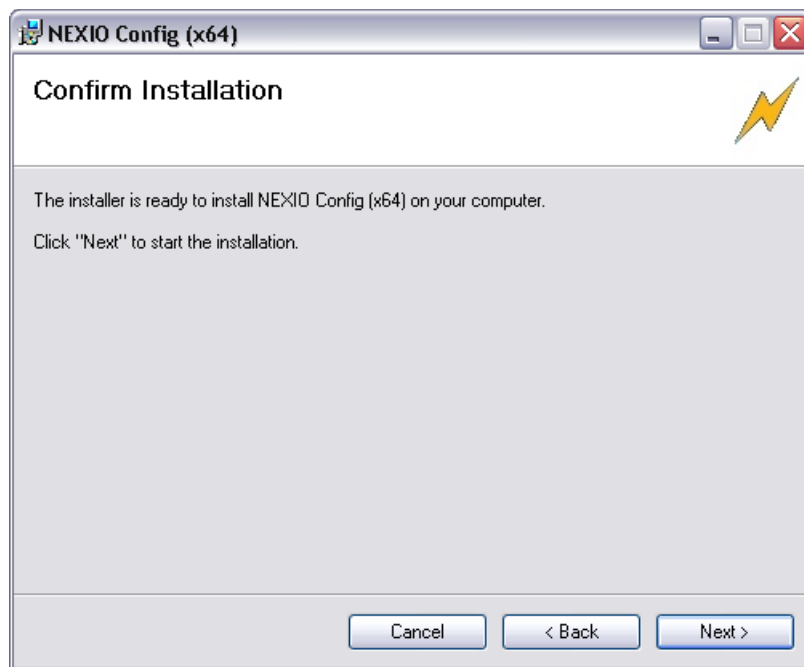 NEXIO Config (x64)
Confirm Installation
The installer is ready to install NEXIO Config (x64) on your computer.
Click "Next" to start the installation.
Cancel
< Back
Next >